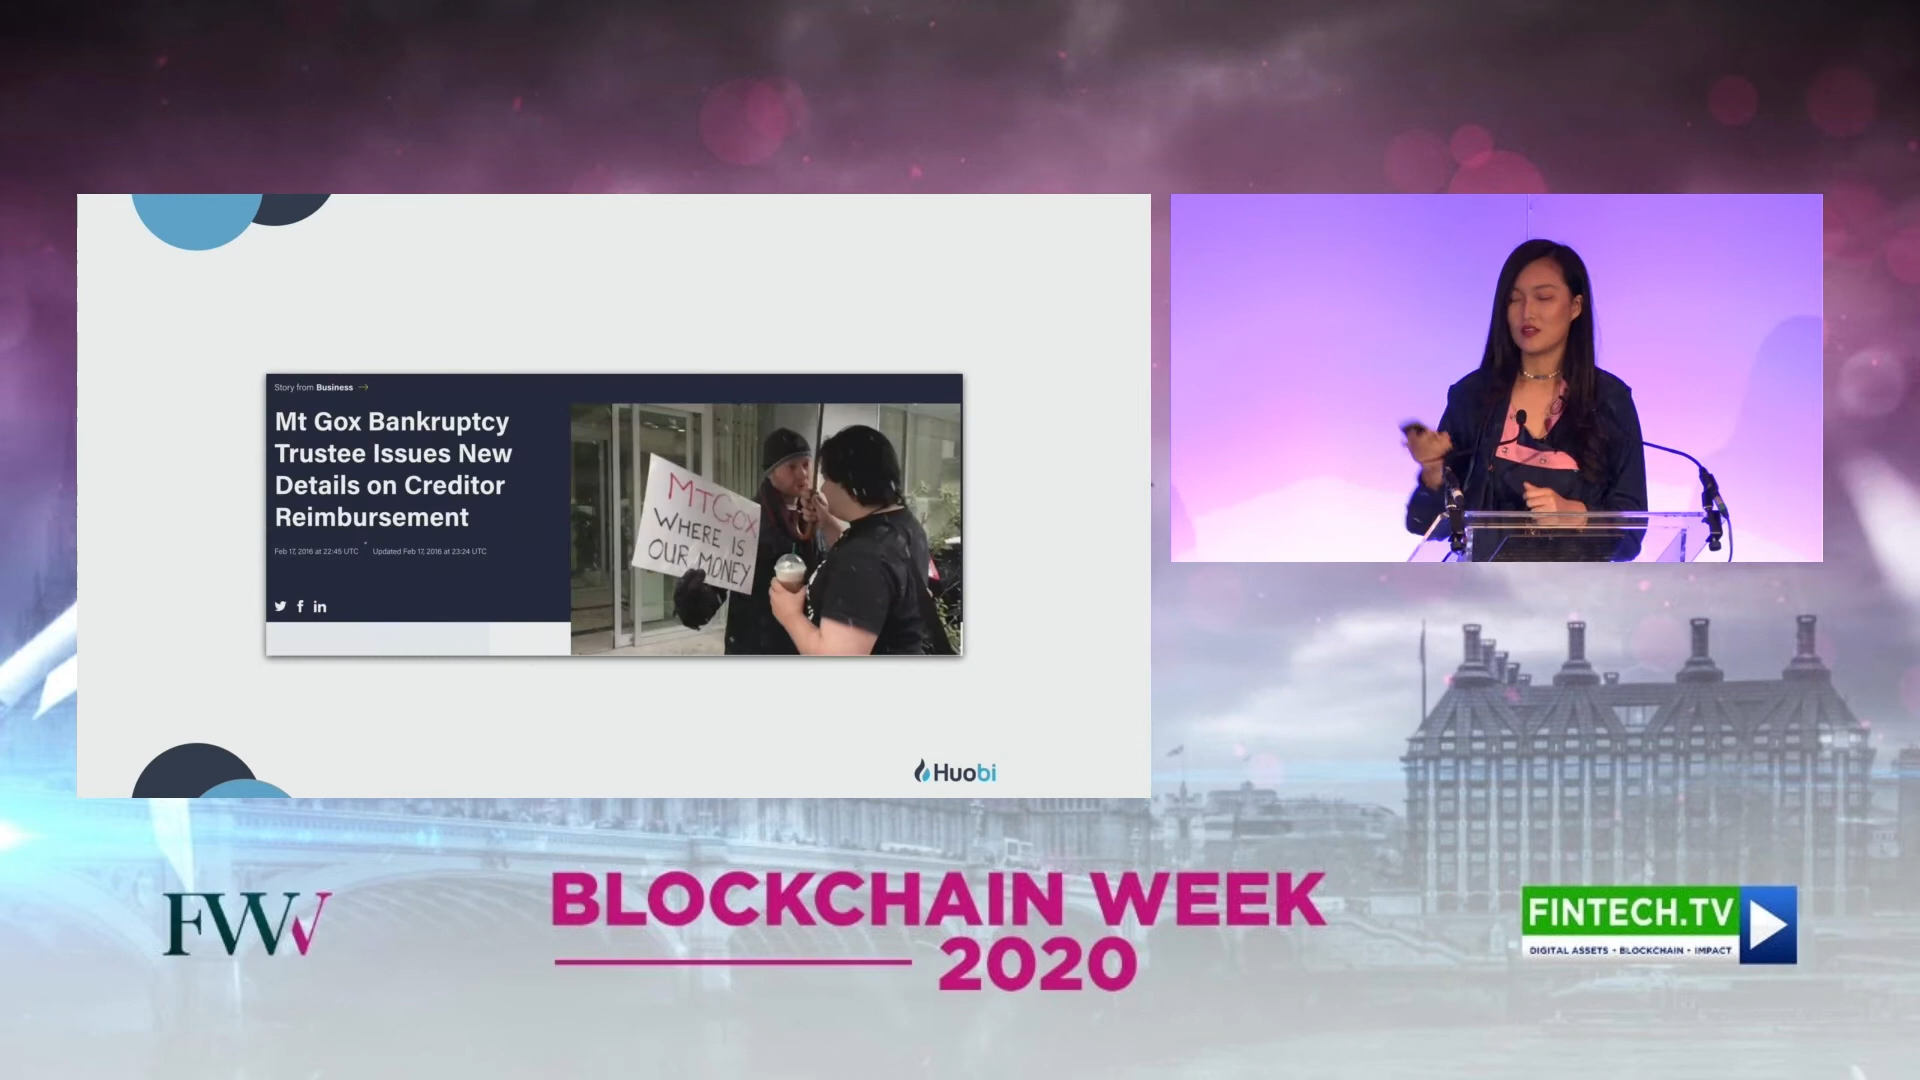 Story from Business →
Mt Gox Bankruptcy
Trustee Issues New
Details on Creditor
Reimbursement
Feb 17, 2016 at 22:45 UTC Updated Feb 17, 2016 at 23:24 UTC
MTGOX
WHERE IS
OUR MONEY
Huobi
FWW
BLOCKCHAIN WEEK
2020
FINTECH.TV
DIGITAL ASSETS • BLOCKCHAIN • IMPACT